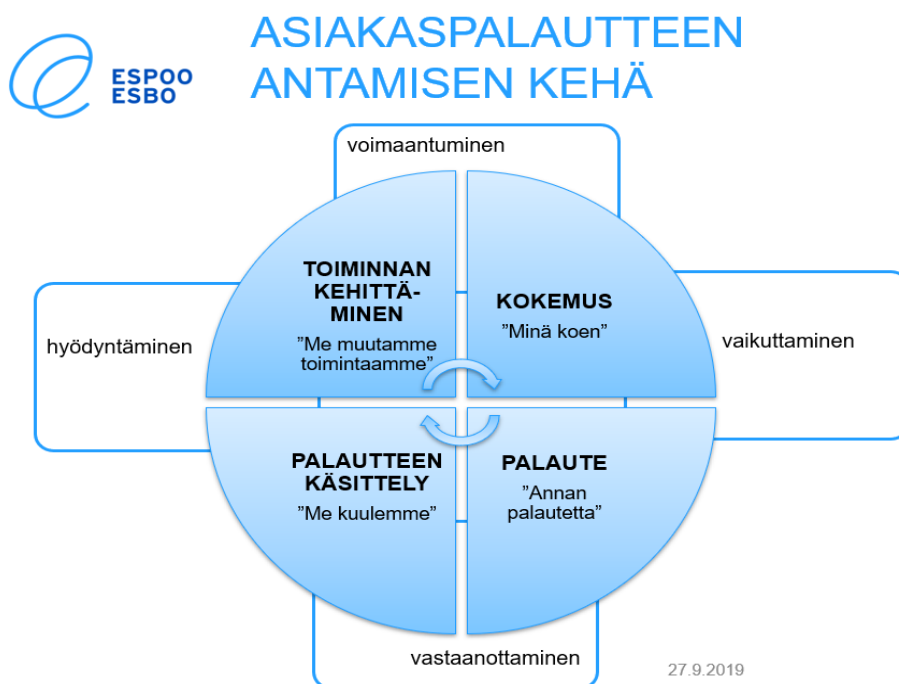 ASIAKASPALAUTTEEN
ANTAMISEN KEHÄ
ESPOO
ESBO
voimaantuminen
TOIMINNAN
KEHITTÄ-
MINEN
"Me muutamme
toimintaamme"
KOKEMUS
"Minä koen"
hyödyntäminen
vaikuttaminen
PALAUTTEEN
KÄSITTELY
"Me kuulemme"
PALAUTE
"Annan
palautetta"
vastaanottaminen
27.9.2019